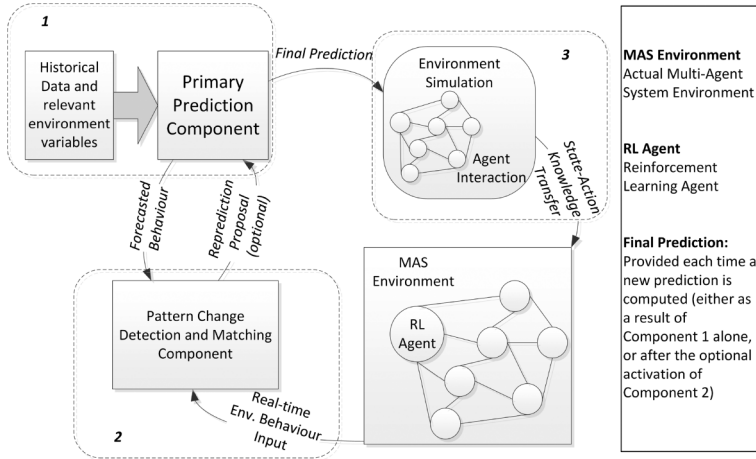 1
Historical
Data and
relevant
environment
variables
Primary
Prediction
Component
Final Prediction
3
Environment
Simulation
Agent
Interaction
State-Action
Knowledge
Transfer
Forecasted
Behaviour
Reprediction
Proposal
(optional)
MAS
Environment
RL
Agent
Pattern Change
Detection and Matching
Component
Real-time
Env. Behaviour
Input
2
MAS Environment
Actual Multi-Agent
System Environment
RL Agent
Reinforcement
Learning Agent
Final Prediction:
Provided each time a
new prediction is
computed (either as
a result of
Component 1 alone,
or after the optional
activation of
Component 2)